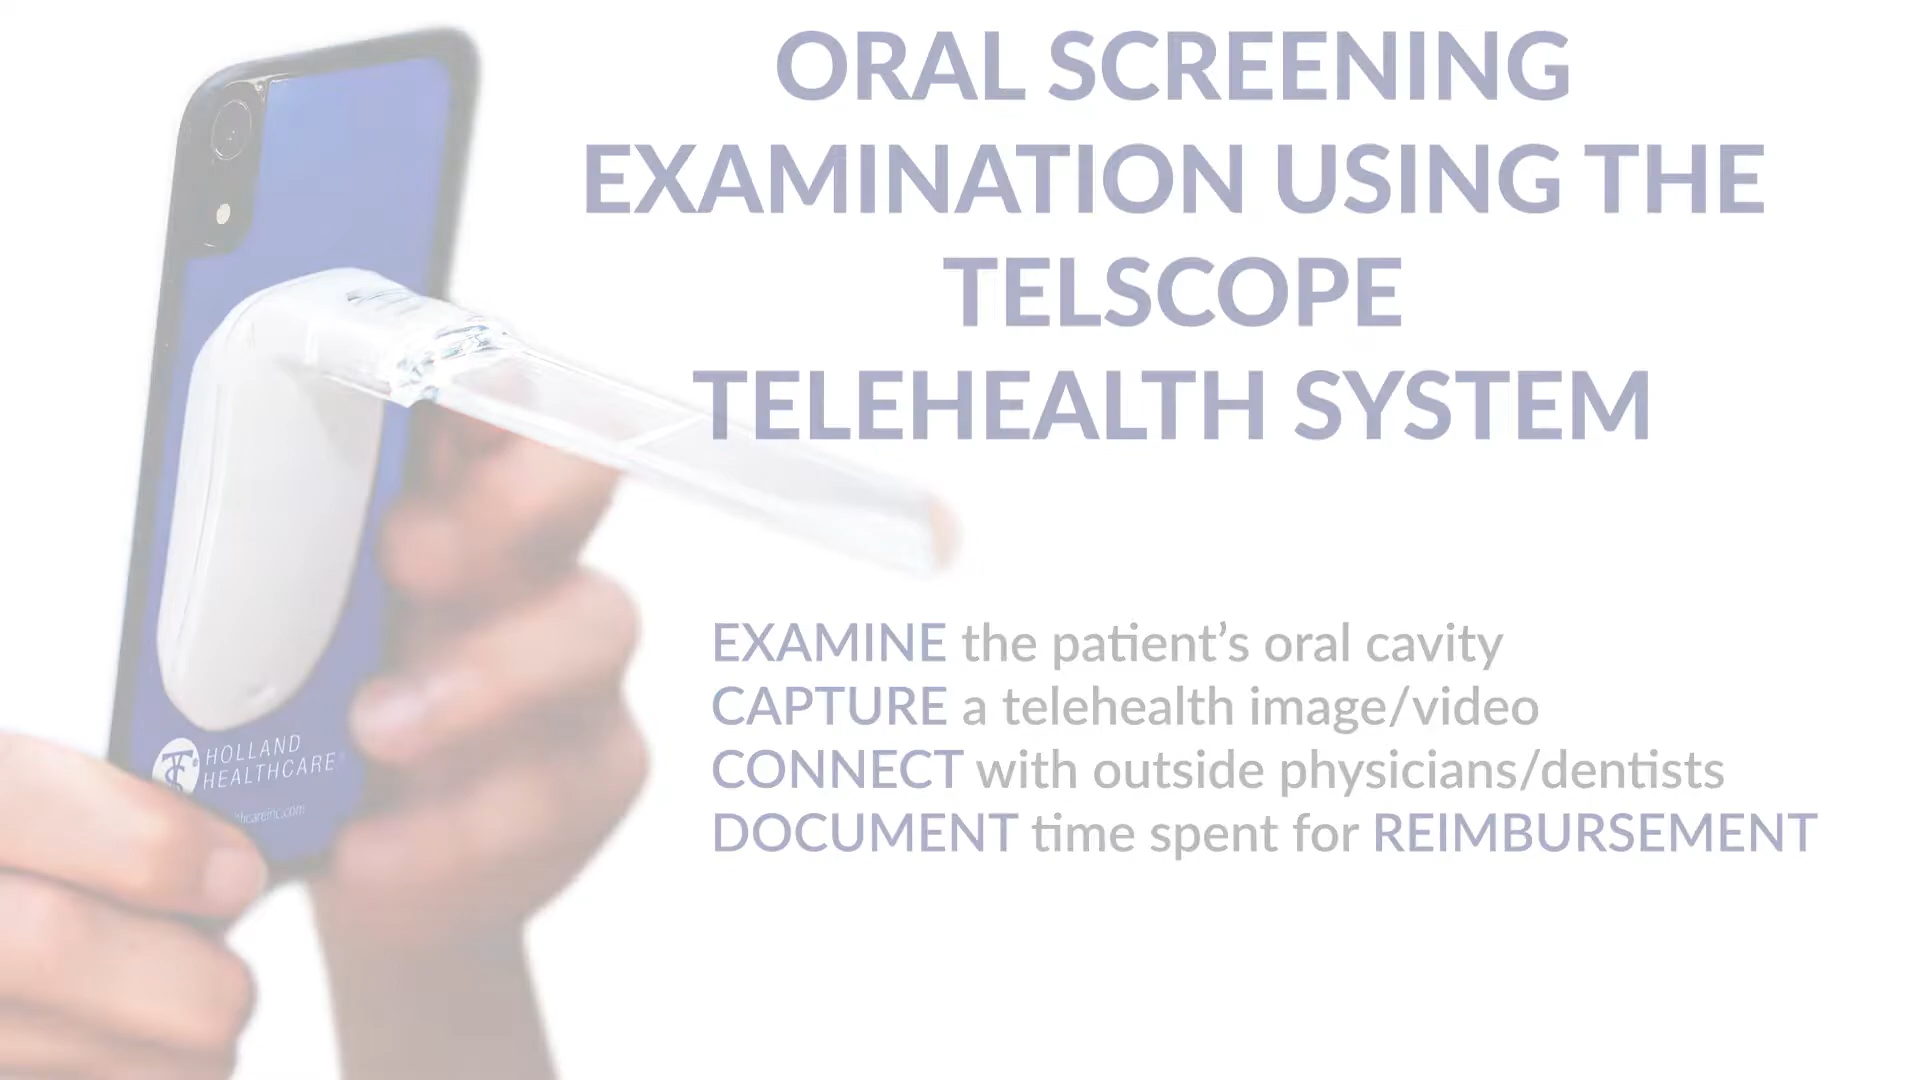 ORAL SCREENING
EXAMINATION USING THE
TELSCOPE
TELEHEALTH SYSTEM
EXAMINE the patient’s oral cavity
CAPTURE a telehealth image/video
CONNECT with outside physicians/dentists
DOCUMENT time spent for REIMBURSEMENT
HOLLAND
HEALTHCARE